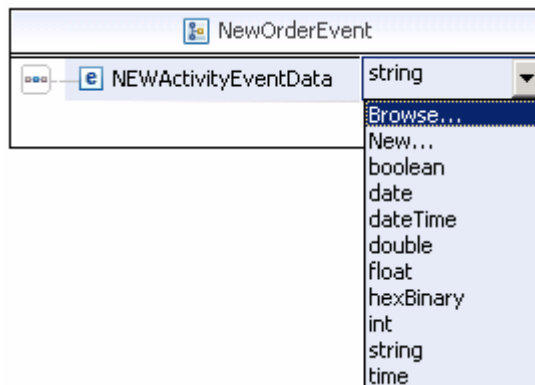 NewOrderEvent
e NEWActivityEventData string
Browse...
New...
boolean
date
dateTime
double
float
hexBinary
int
string
time